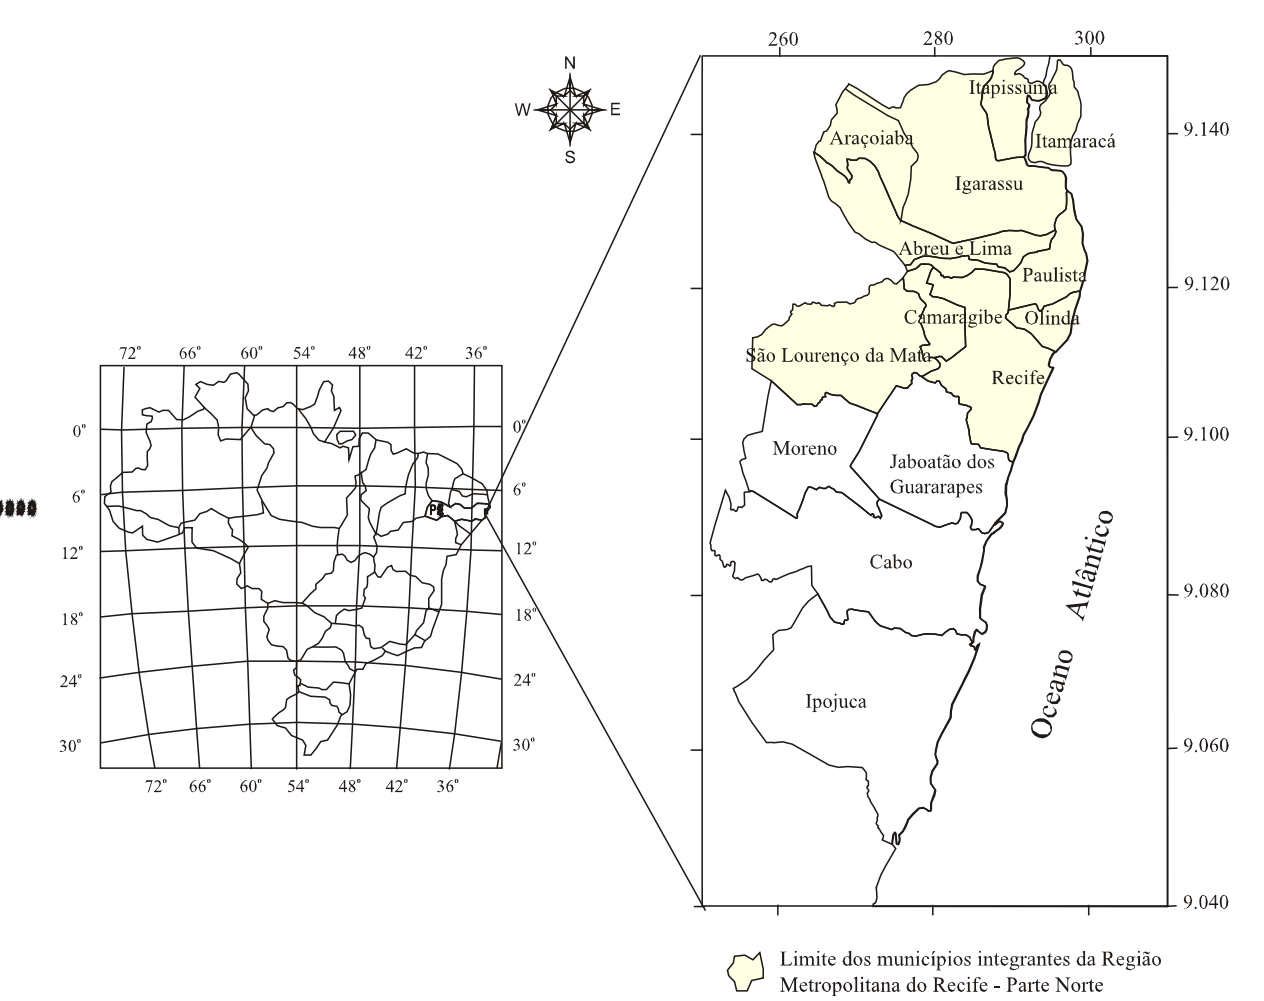 N
W E
S
260 280 300
Itapissuma
Araçoiaba
Itamaracá
9.140
Igarassu
Abreu e Lima
Paulista
9.120
Camaragibe
Olinda
São Lourenço da Mata
Recife
9.100
Moreno
Jaboatão dos
Guararapes
Cabo
9.080
Oceano Atlântico
Ipojuca
9.060
9.040
72° 66° 60° 54° 48° 42° 36°
0° 0°
6° 6°
PE
12° 12°
18° 18°
24° 24°
30° 30°
72° 66° 60° 54° 48° 42° 36°
Limite dos municípios integrantes da Região
Metropolitana do Recife - Parte Norte